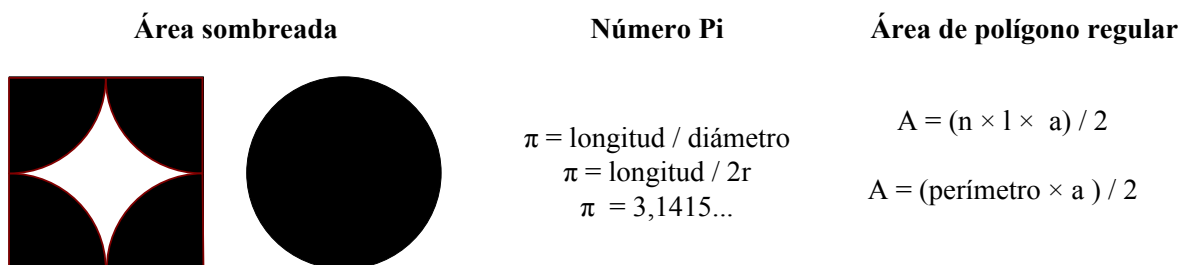 Área sombreada
Número Pi
Área de polígono regular
π = longitud / diámetro
π = longitud / 2r
π = 3,1415...
A = (n × l × a) / 2
A = (perímetro × a ) / 2